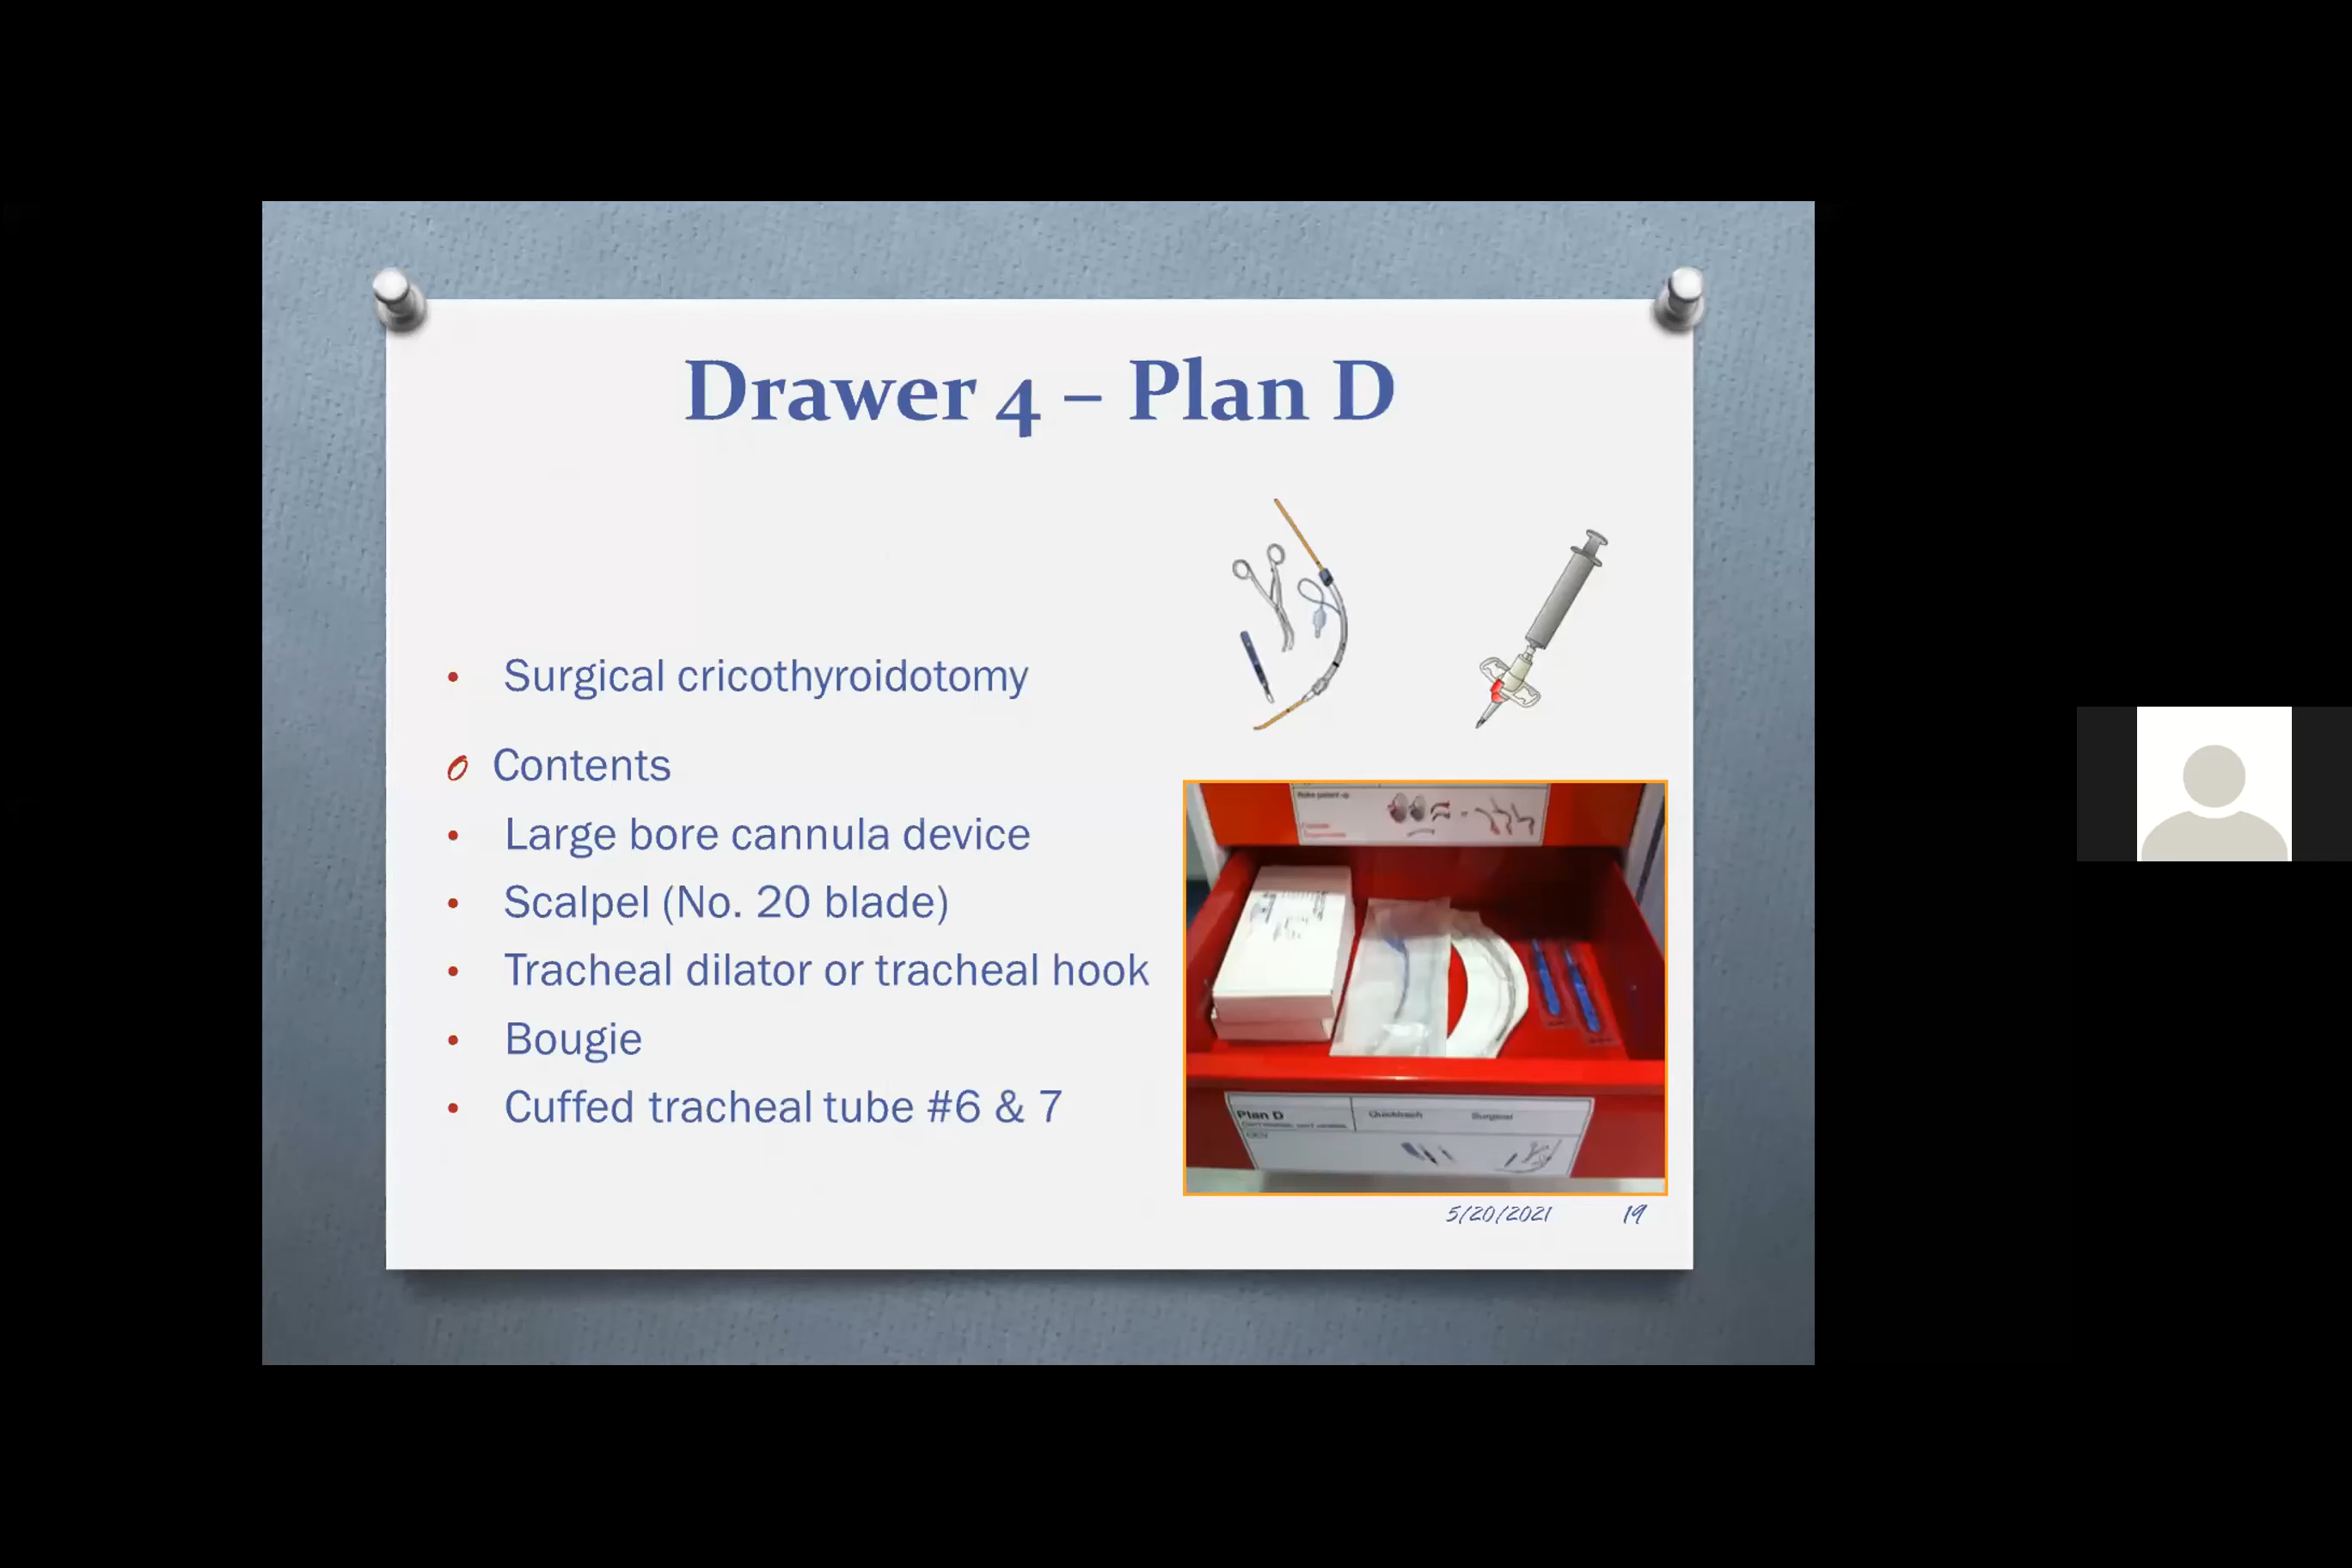 Drawer 4 – Plan D
• Surgical cricothyroidotomy
Contents
• Large bore cannula device
• Scalpel (No. 20 blade)
• Tracheal dilator or tracheal hook
• Bougie
• Cuffed tracheal tube #6 & 7
Plan D
Surgical
5/20/2021
19